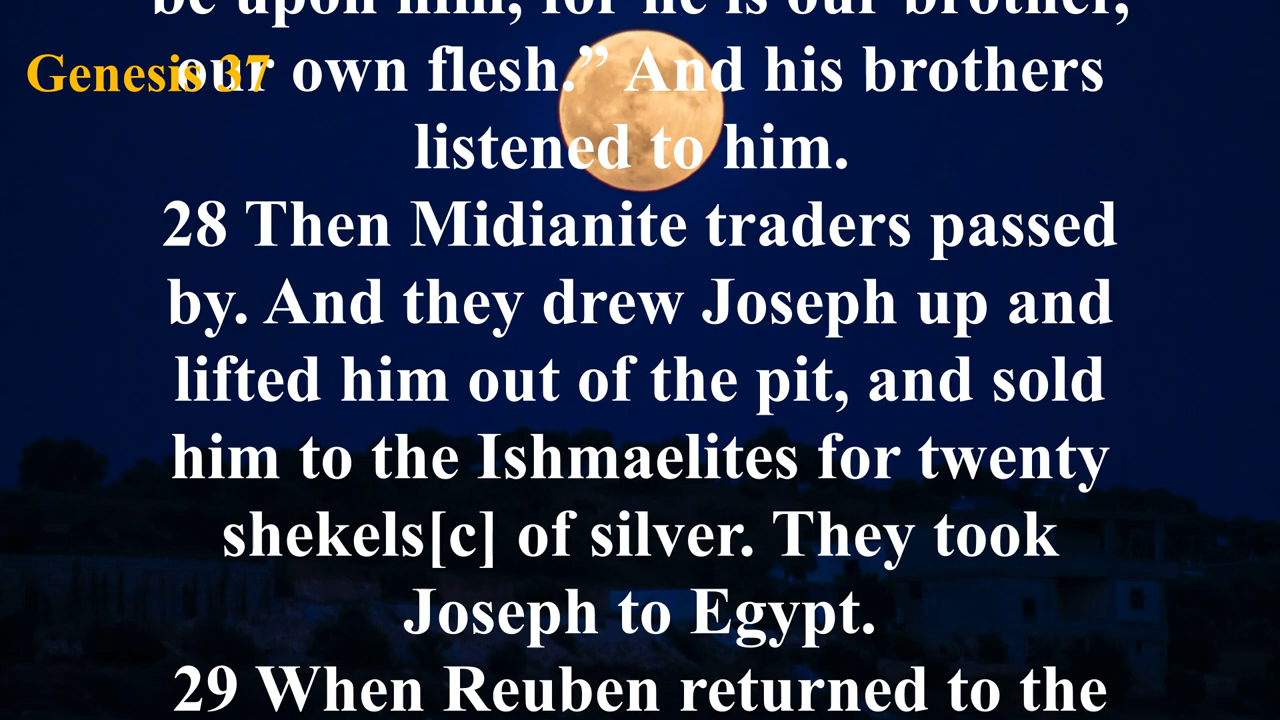 be upon him, for he is our brother,
Genesis 37
our own flesh.” And his brothers
listened to him.
28 Then Midianite traders passed
by. And they drew Joseph up and
lifted him out of the pit, and sold
him to the Ishmaelites for twenty
shekels[c] of silver. They took
Joseph to Egypt.
29 When Reuben returned to the